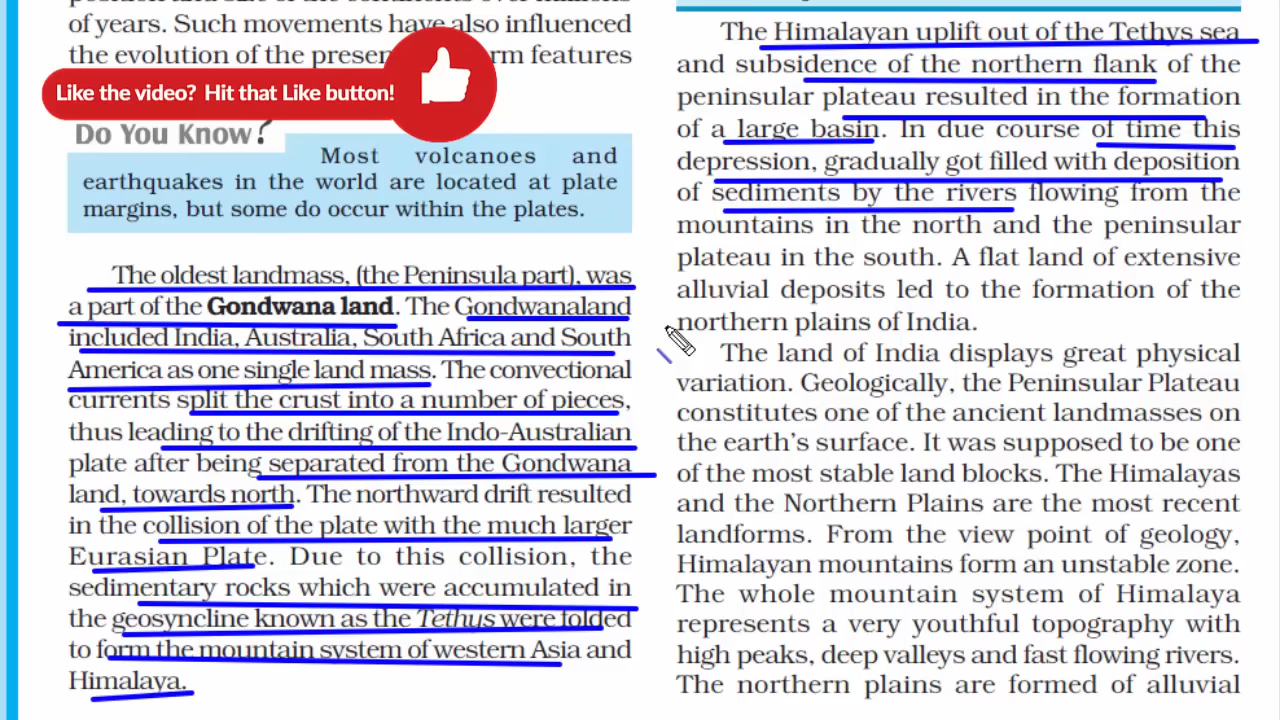 of years. Such movements have also influenced
the evolution of the presen rm features
Like the video? Hit that Like button!
Do You Know?
Most volcanoes and
earthquakes in the world are located at plate
margins, but some do occur within the plates.
The oldest landmass, (the Peninsula part), was
a part of the Gondwana land. The Gondwanaland
included India, Australia, South Africa and South
America as one single land mass. The convectional
currents split the crust into a number of pieces,
thus leading to the drifting of the Indo-Australian
plate after being separated from the Gondwana
land, towards north. The northward drift resulted
in the collision of the plate with the much larger
Eurasian Plate. Due to this collision, the
sedimentary rocks which were accumulated in
the geosyncline known as the Tethys were folded
to form the mountain system of western Asia and
Himalaya.
The Himalayan uplift out of the Tethys sea
and subsidence of the northern flank of the
peninsular plateau resulted in the formation
of a large basin. In due course of time this
depression, gradually got filled with deposition
of sediments by the rivers flowing from the
mountains in the north and the peninsular
plateau in the south. A flat land of extensive
alluvial deposits led to the formation of the
northern plains of India.
The land of India displays great physical
variation. Geologically, the Peninsular Plateau
constitutes one of the ancient landmasses on
the earth's surface. It was supposed to be one
of the most stable land blocks. The Himalayas
and the Northern Plains are the most recent
landforms. From the view point of geology,
Himalayan mountains form an unstable zone.
The whole mountain system of Himalaya
represents a very youthful topography with
high peaks, deep valleys and fast flowing rivers.
The northern plains are formed of alluvial